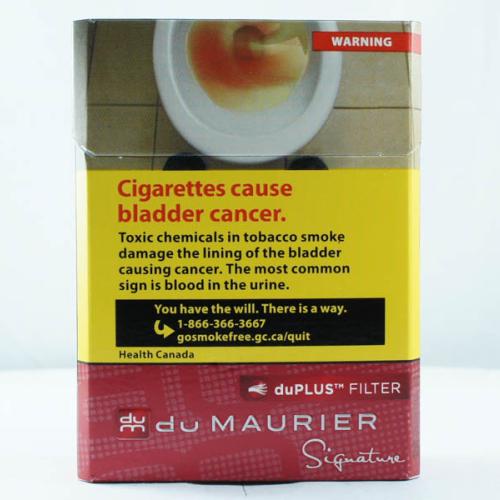 WARNING
Cigarettes cause
bladder cancer.
Toxic chemicals in tobacco smoke
damage the lining of the bladder
causing cancer. The most common
sign is blood in the urine.
You have the will. There is a way.
1-866-366-3667
gosmokefree.gc.ca/quit
Health Canada
duPLUS™ FILTER
du MAURIER
Signature